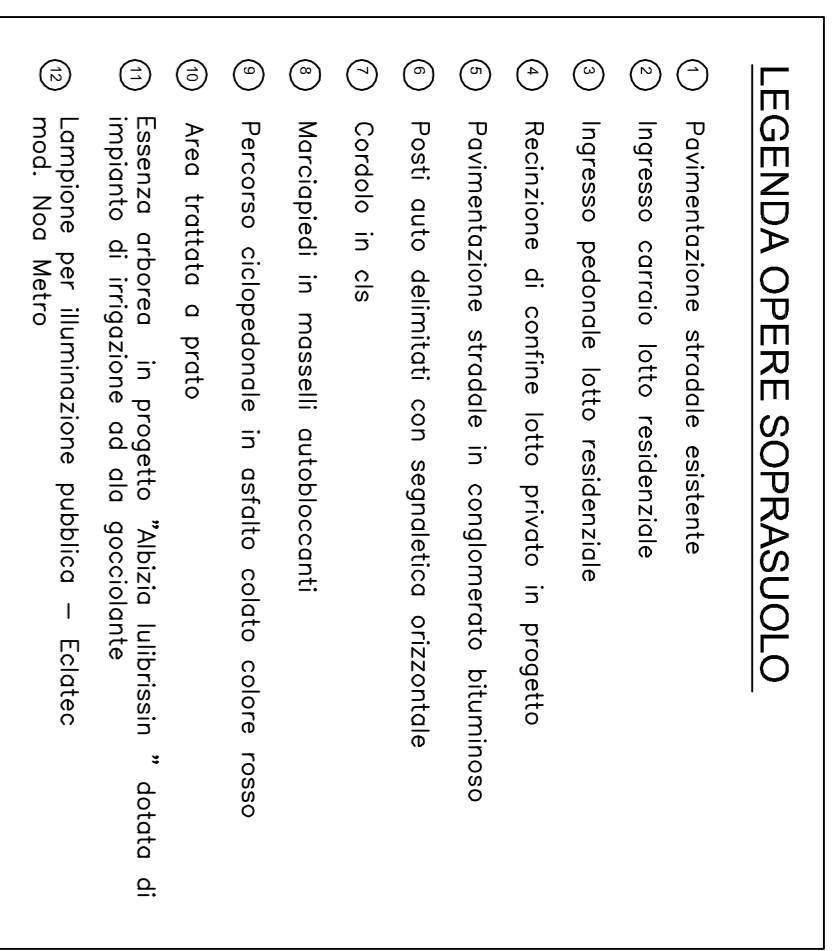 LEGENDA OPERE SOPRASUOLO
1 Pavimentazione stradale esistente
2 Ingresso carraio lotto residenziale
3 Ingresso pedonale lotto residenziale
4 Recinzione di confine lotto privato in progetto
5 Pavimentazione stradale in conglomerato bituminoso
6 Posti auto delimitati con segnaletica orizzontale
7 Cordolo in cls
8 Marciapiedi in masselli autobloccanti
9 Percorso ciclopedonale in asfalto colato colore rosso
10 Area trattata a prato
11 Essenza arborea in progetto "Albizia lulibrissin " dotata di
impianto di irrigazione ad ala gocciolante
12 Lampione per illuminazione pubblica – Eclatec
mod. Noa Metro